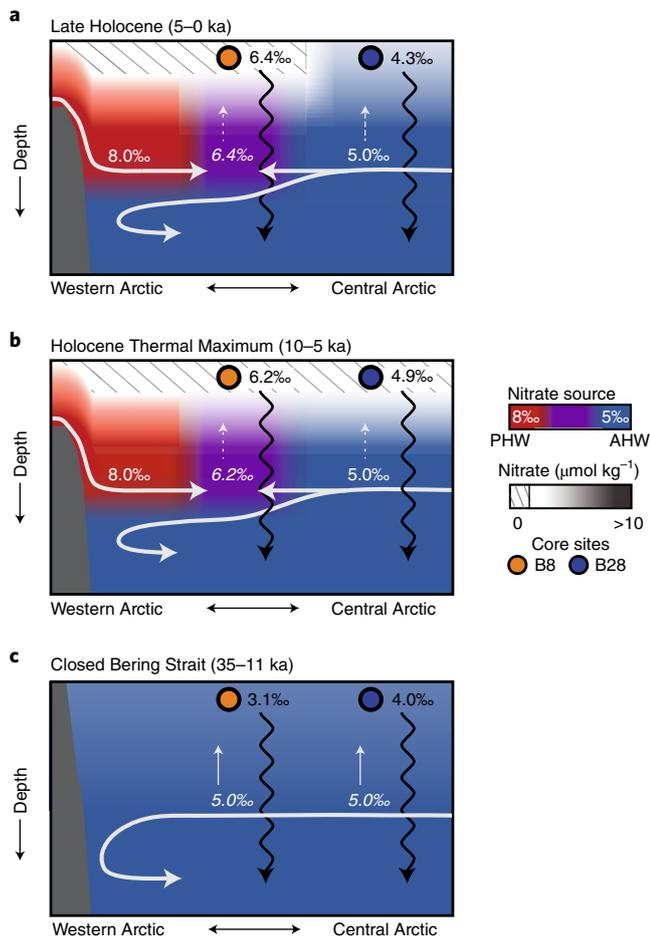 a
Late Holocene (5–0 ka)
6.4‰ 4.3‰
8.0‰ 6.4‰ 5.0‰
Depth
Western Arctic Central Arctic
b
Holocene Thermal Maximum (10–5 ka)
6.2‰ 4.9‰
8.0‰ 6.2‰ 5.0‰
Depth
Western Arctic Central Arctic
Nitrate source
8‰ 5‰
PHW AHW
Nitrate (μmol kg⁻¹)
0 >10
Core sites
B8 B28
c
Closed Bering Strait (35–11 ka)
3.1‰ 4.0‰
5.0‰ 5.0‰
Depth
Western Arctic Central Arctic